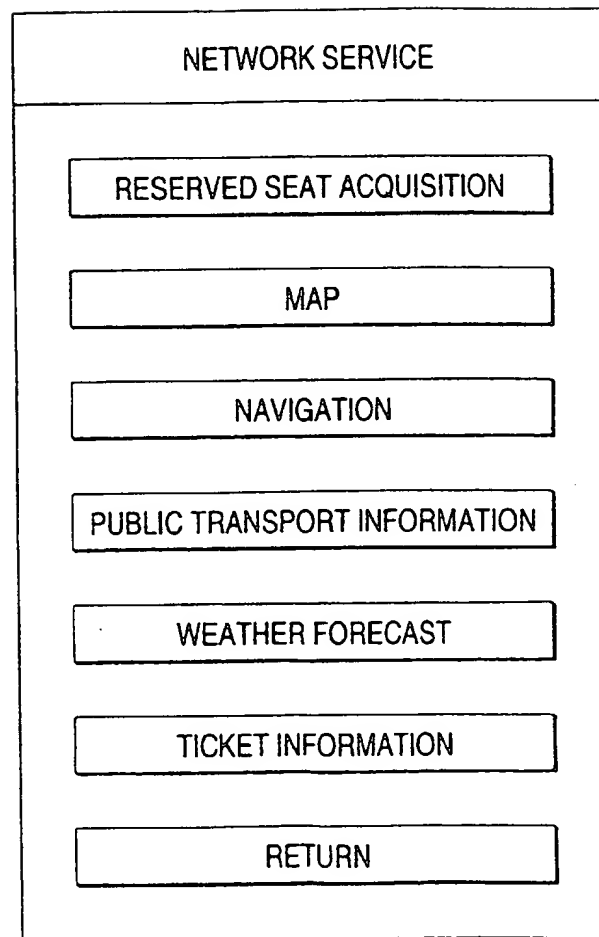 NETWORK SERVICE
RESERVED SEAT ACQUISITION
MAP
NAVIGATION
PUBLIC TRANSPORT INFORMATION
WEATHER FORECAST
TICKET INFORMATION
RETURN